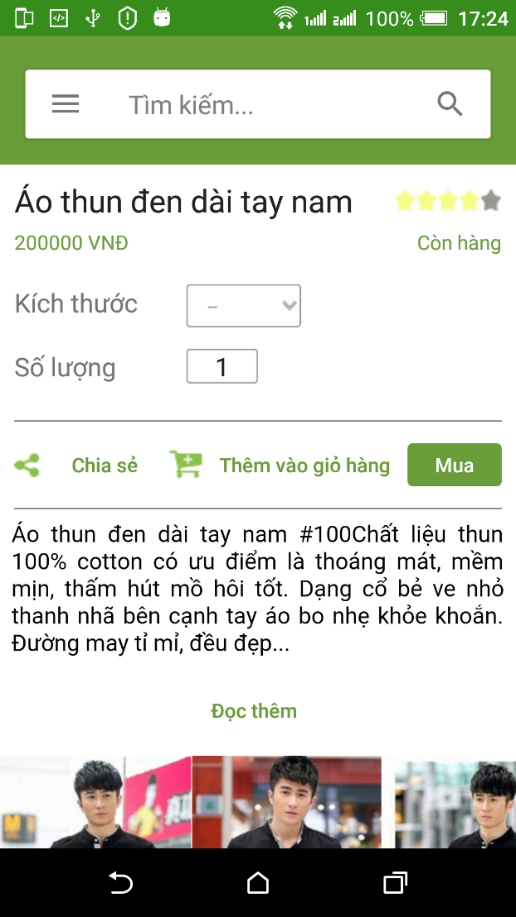 100% 17:24
Tìm kiếm...
Áo thun đen dài tay nam
200000 VNĐ Còn hàng
Kích thước --
Số lượng 1
Chia sẻ Thêm vào giỏ hàng Mua
Áo thun đen dài tay nam #100Chất liệu thun
100% cotton có ưu điểm là thoáng mát, mềm
mịn, thấm hút mồ hôi tốt. Dạng cổ bẻ ve nhỏ
thanh nhã bên cạnh tay áo bo nhẹ khỏe khoắn.
Đường may tỉ mỉ, đều đẹp...
Đọc thêm